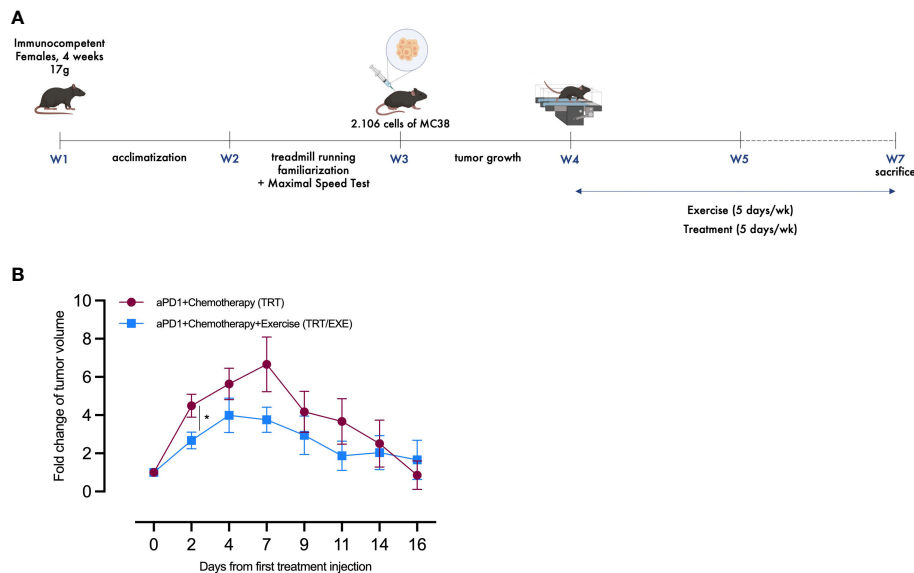 A
Immunocompetent
Females, 4 weeks
17g
2.106 cells of MC38
W1
acclimatization
W2
treadmill running
familiarization
+ Maximal Speed Test
W3
tumor growth
W4
W5
W7
sacrifice
Exercise (5 days/wk)
Treatment (5 days/wk)
B
aPD1+Chemotherapy (TRT)
aPD1+Chemotherapy+Exercise (TRT/EXE)
Fold change of tumor volume
10
8
6
4
2
0
*
0 2 4 7 9 11 14 16
Days from first treatment injection